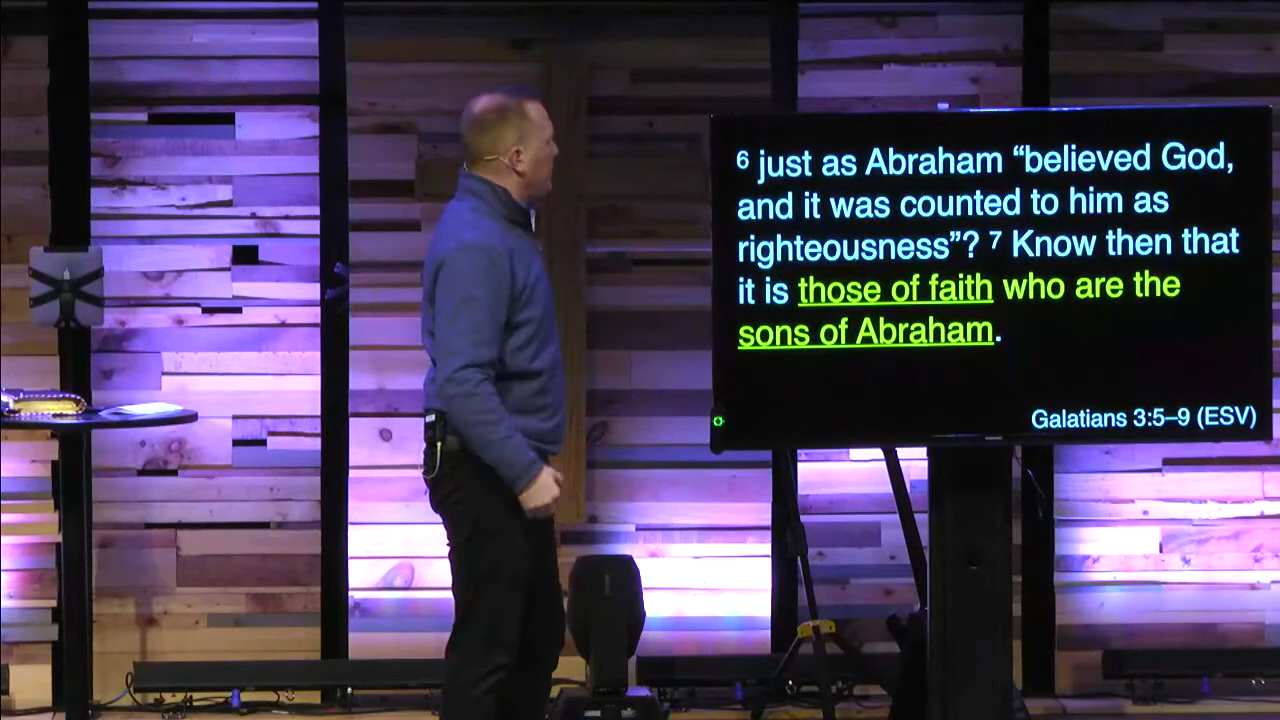 ⁶ just as Abraham “believed God,
and it was counted to him as
righteousness”? ⁷ Know then that
it is those of faith who are the
sons of Abraham.
Galatians 3:5–9 (ESV)